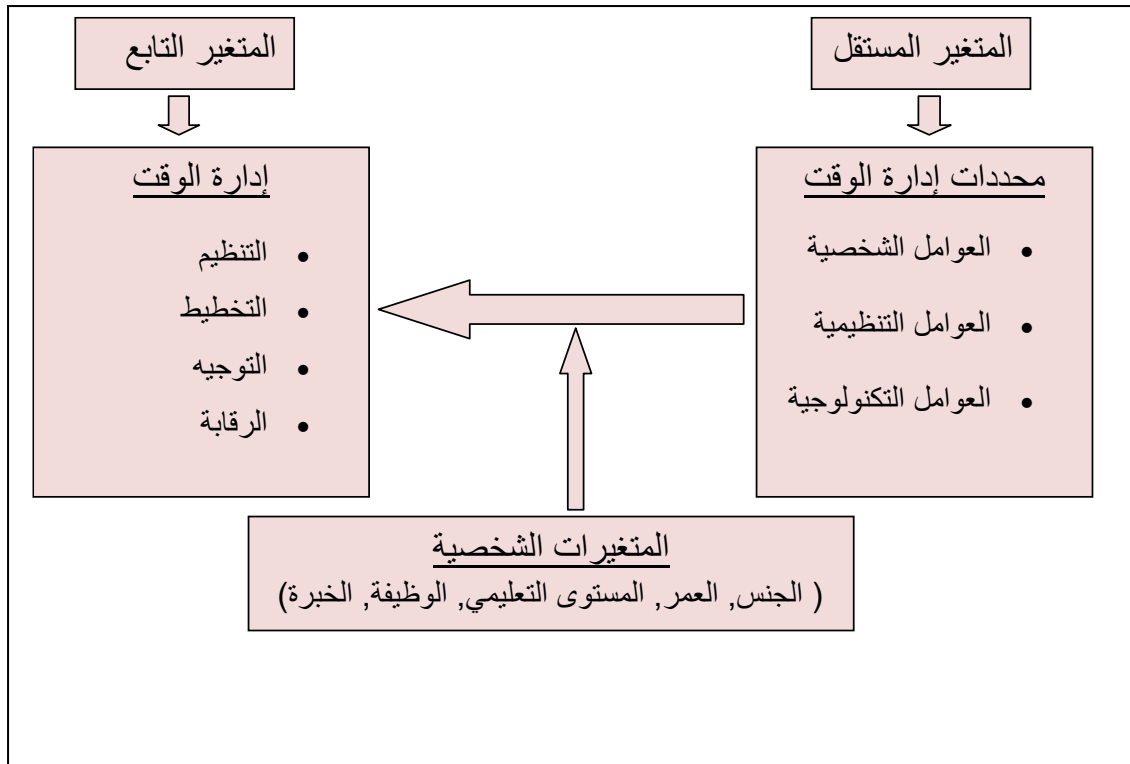 المتغير المستقل
المتغير التابع
محددات إدارة الوقت
• العوامل الشخصية
• العوامل التنظيمية
• العوامل التكنولوجية
إدارة الوقت
• التنظيم
• التخطيط
• التوجيه
• الرقابة
المتغيرات الشخصية
( الجنس, العمر, المستوى التعليمي, الوظيفة, الخبرة)